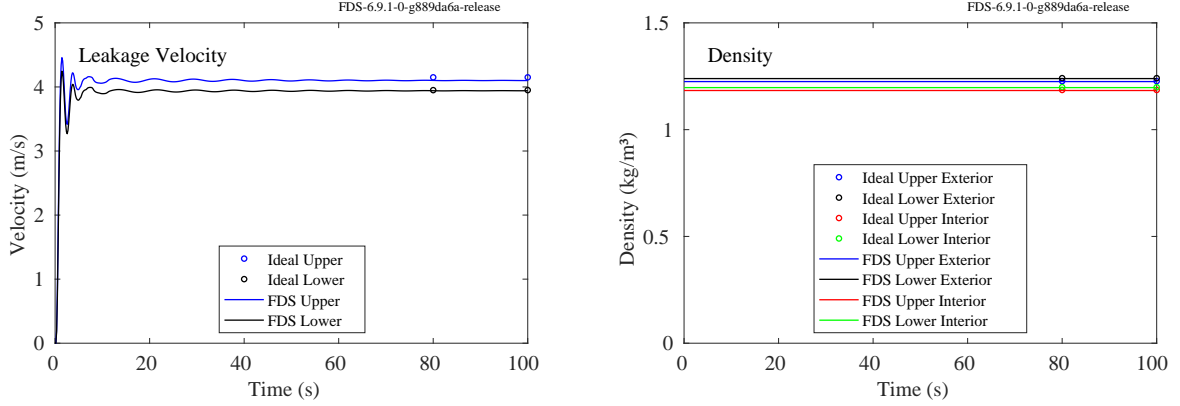 FDS-6.9.1-0-g889da6a-release
Leakage Velocity
Velocity (m/s)
5
4
3
2
1
0
Ideal Upper
Ideal Lower
FDS Upper
FDS Lower
0 20 40 60 80 100
Time (s)
FDS-6.9.1-0-g889da6a-release
Density
Density (kg/m³)
1.5
1
0.5
0
Ideal Upper Exterior
Ideal Lower Exterior
Ideal Upper Interior
Ideal Lower Interior
FDS Upper Exterior
FDS Lower Exterior
FDS Upper Interior
FDS Lower Interior
0 20 40 60 80 100
Time (s)